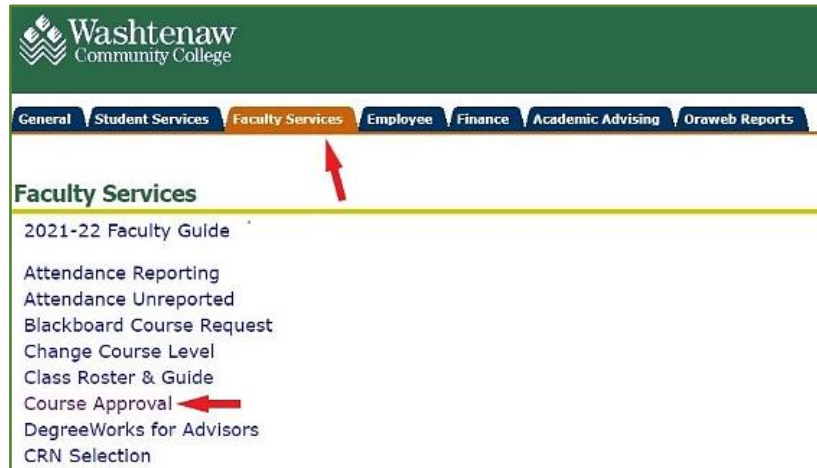 Washtenaw
Community College
General Student Services Faculty Services Employee Finance Academic Advising Oraweb Reports
Faculty Services
2021-22 Faculty Guide
Attendance Reporting
Attendance Unreported
Blackboard Course Request
Change Course Level
Class Roster & Guide
Course Approval
DegreeWorks for Advisors
CRN Selection